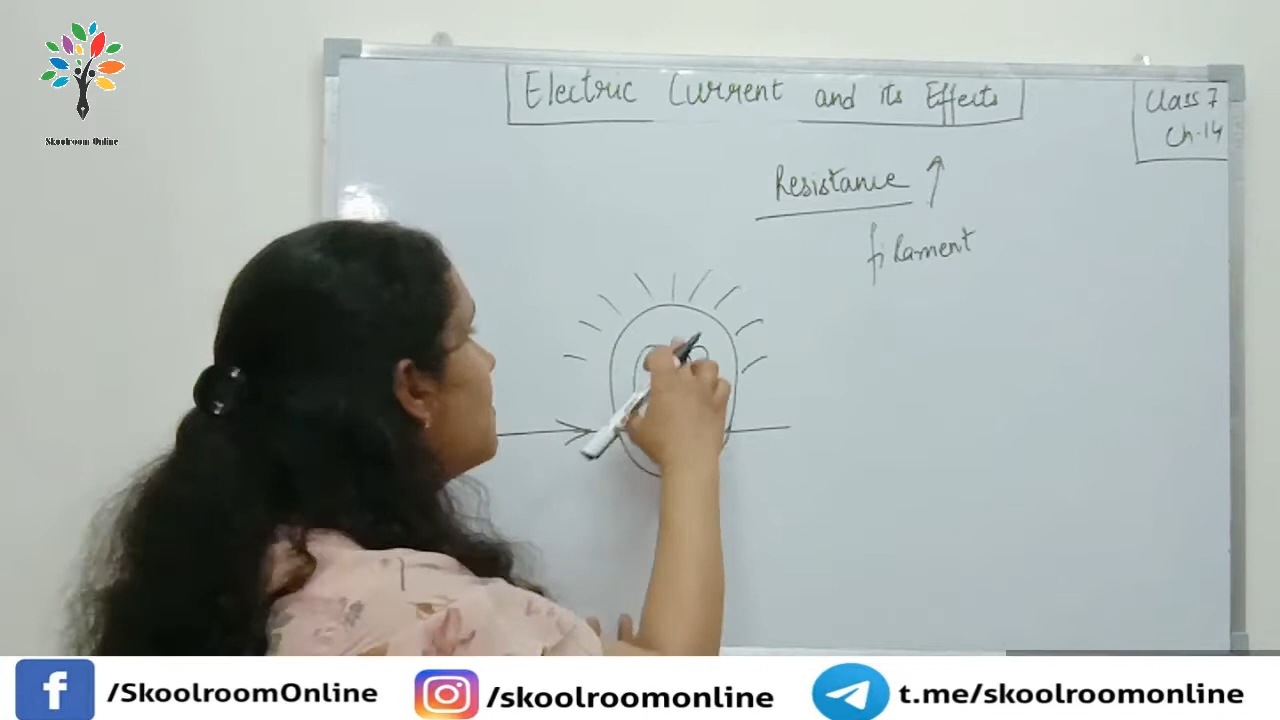 Skoolroom Online
Electric Current and its Effects
Class 7
Ch-14
Resistance ↑
filament
/SkoolroomOnline
/skoolroomonline
t.me/skoolroomonline